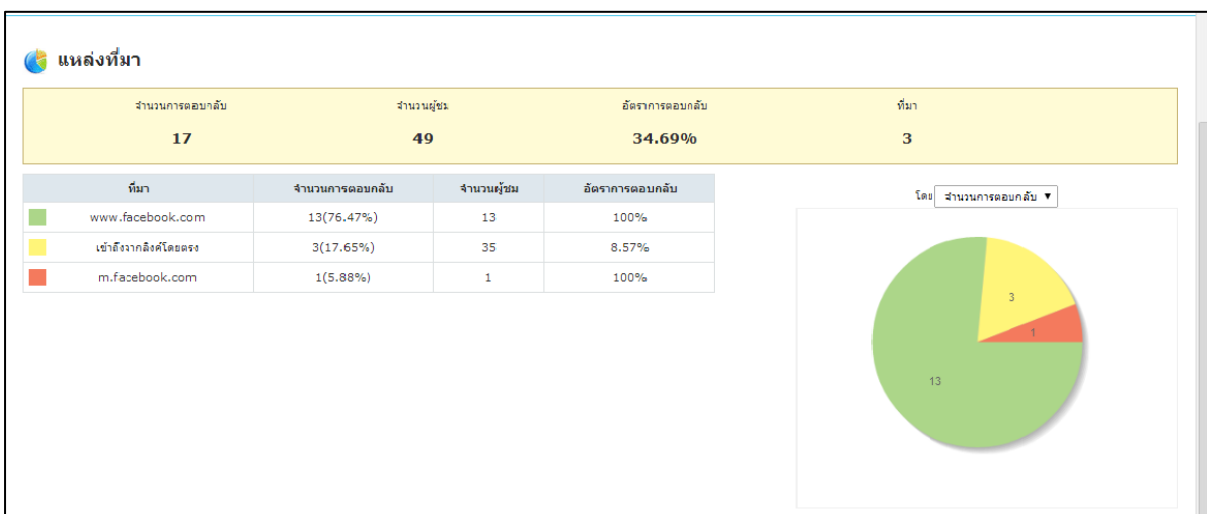 แหล่งที่มา
จำนวนการตอบกลับ จำนวนผู้ชม อัตราการตอบกลับ ที่มา
17 49 34.69% 3
ที่มา จำนวนการตอบกลับ จำนวนผู้ชม อัตราการตอบกลับ
www.facebook.com 13(76.47%) 13 100%
เข้าถึงจากลิงค์โดยตรง 3(17.65%) 35 8.57%
m.facebook.com 1(5.88%) 1 100%
โดย จำนวนการตอบกลับ ▼
3
1
13